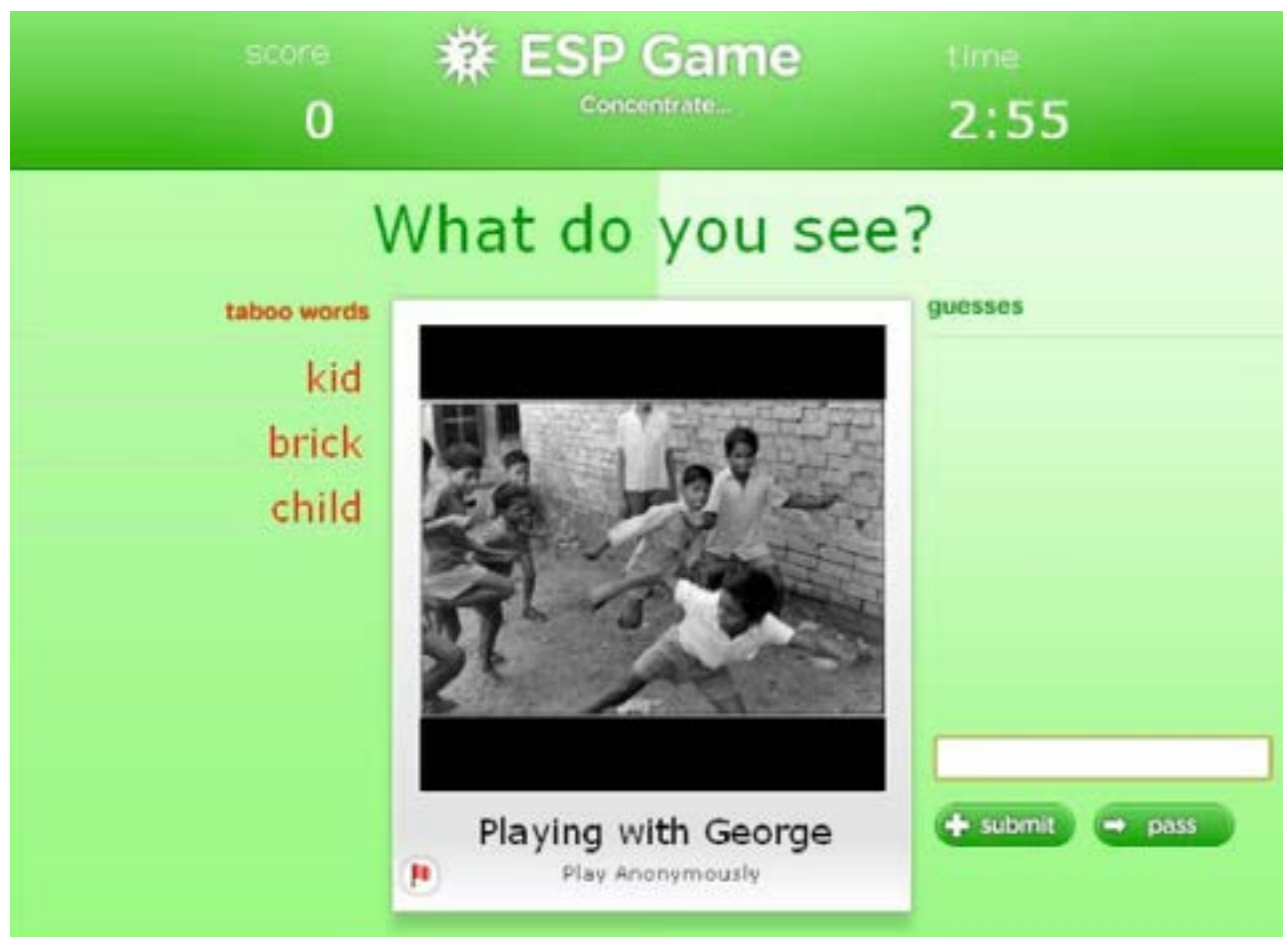 score
ESP Game
time
Concentrate...
0
2:55
What do you see?
taboo words
guesses
kid
brick
child
Playing with George
Play Anonymously
submit
pass